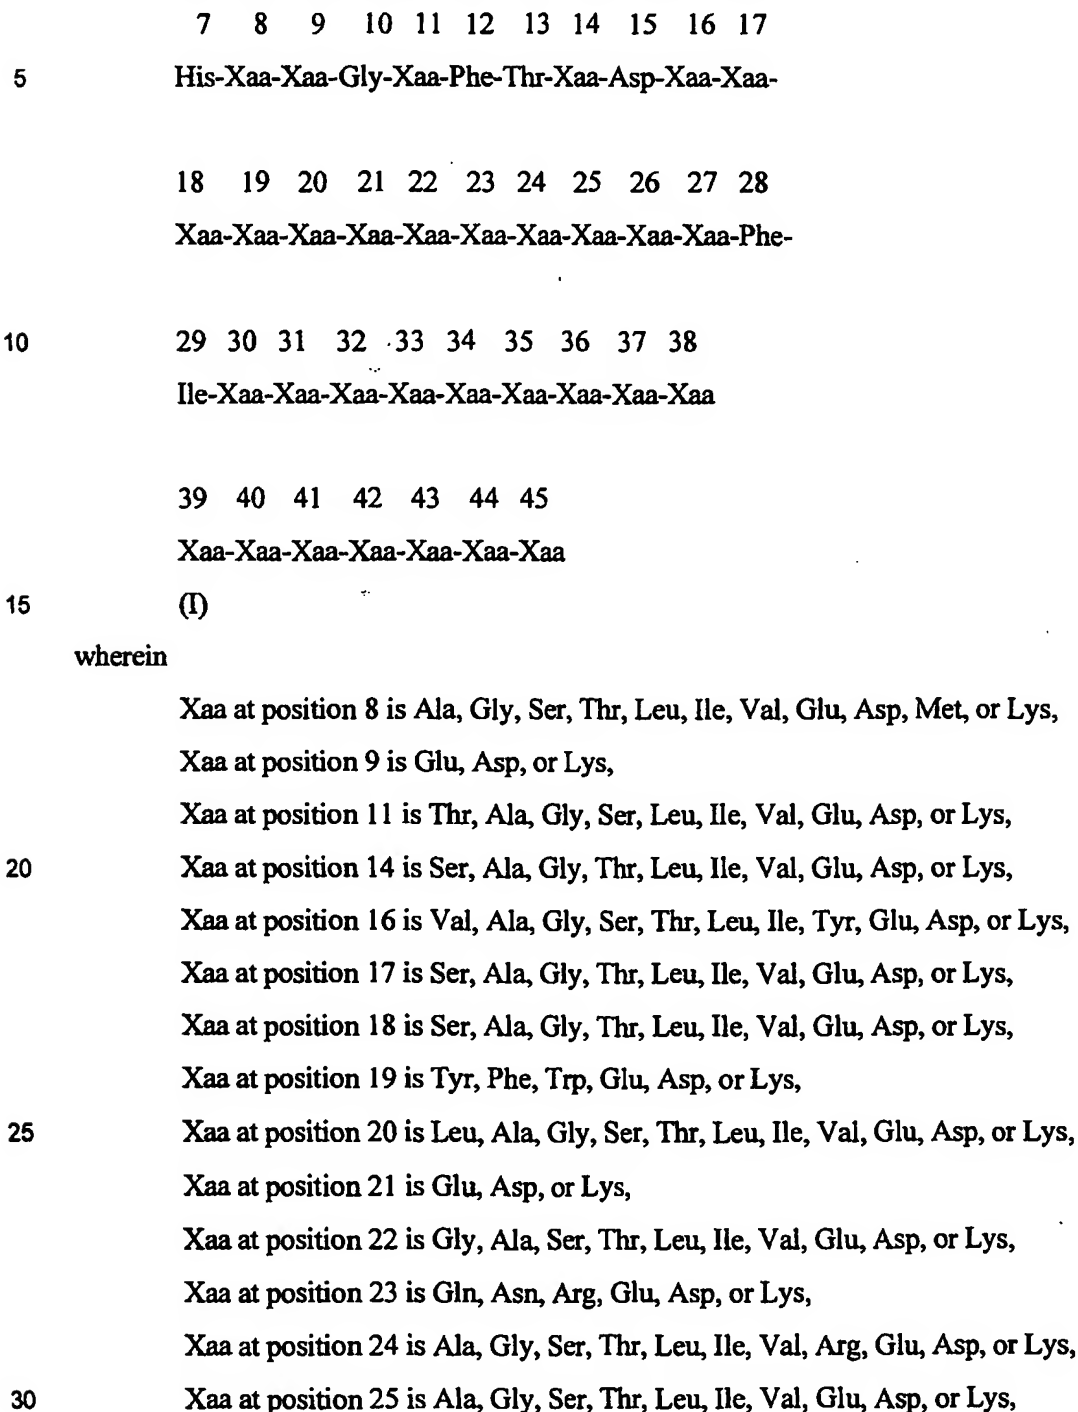 7 8 9 10 11 12 13 14 15 16 17
5 His-Xaa-Xaa-Gly-Xaa-Phe-Thr-Xaa-Asp-Xaa-Xaa-
18 19 20 21 22 23 24 25 26 27 28
Xaa-Xaa-Xaa-Xaa-Xaa-Xaa-Xaa-Xaa-Xaa-Xaa-Phe-
10 29 30 31 32 33 34 35 36 37 38
Ile-Xaa-Xaa-Xaa-Xaa-Xaa-Xaa-Xaa-Xaa-Xaa
39 40 41 42 43 44 45
Xaa-Xaa-Xaa-Xaa-Xaa-Xaa-Xaa
15 (I)
wherein
Xaa at position 8 is Ala, Gly, Ser, Thr, Leu, Ile, Val, Glu, Asp, Met, or Lys,
Xaa at position 9 is Glu, Asp, or Lys,
Xaa at position 11 is Thr, Ala, Gly, Ser, Leu, Ile, Val, Glu, Asp, or Lys,
20 Xaa at position 14 is Ser, Ala, Gly, Thr, Leu, Ile, Val, Glu, Asp, or Lys,
Xaa at position 16 is Val, Ala, Gly, Ser, Thr, Leu, Ile, Tyr, Glu, Asp, or Lys,
Xaa at position 17 is Ser, Ala, Gly, Thr, Leu, Ile, Val, Glu, Asp, or Lys,
Xaa at position 18 is Ser, Ala, Gly, Thr, Leu, Ile, Val, Glu, Asp, or Lys,
Xaa at position 19 is Tyr, Phe, Trp, Glu, Asp, or Lys,
25 Xaa at position 20 is Leu, Ala, Gly, Ser, Thr, Leu, Ile, Val, Glu, Asp, or Lys,
Xaa at position 21 is Glu, Asp, or Lys,
Xaa at position 22 is Gly, Ala, Ser, Thr, Leu, Ile, Val, Glu, Asp, or Lys,
Xaa at position 23 is Gln, Asn, Arg, Glu, Asp, or Lys,
Xaa at position 24 is Ala, Gly, Ser, Thr, Leu, Ile, Val, Arg, Glu, Asp, or Lys,
30 Xaa at position 25 is Ala, Gly, Ser, Thr, Leu, Ile, Val, Glu, Asp, or Lys,